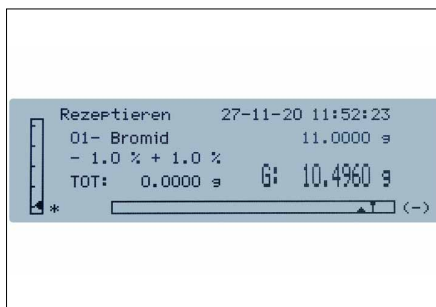 Rezeptieren 27-11-20 11:52:23
01- Bromid 11.0000 g
- 1.0 % + 1.0 %
TOT: 0.0000 g G: 10.4960 g
* (-)